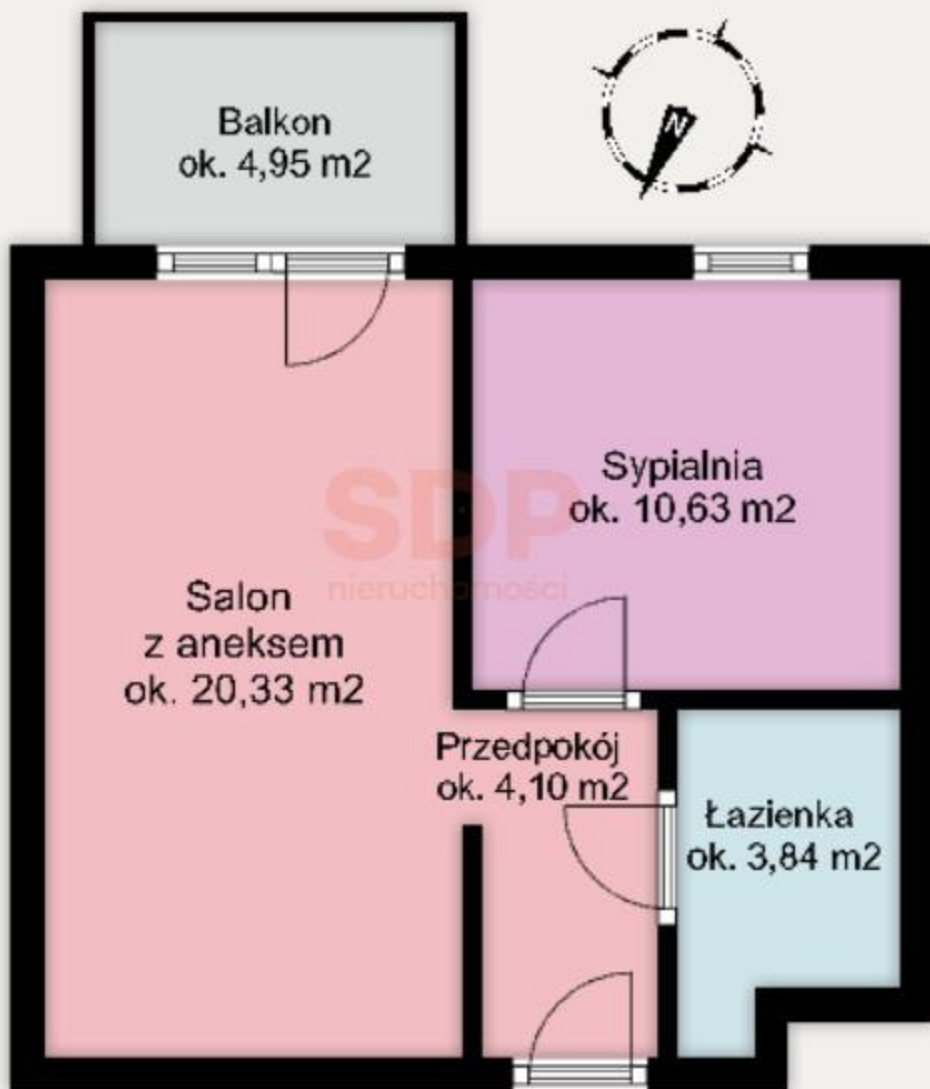 Balkon
ok. 4,95 m2
N
Sypialnia
ok. 10,63 m2
SDP
nieruchomości
Salon
z aneksem
ok. 20,33 m2
Przedpokój
ok. 4,10 m2
Łazienka
ok. 3,84 m2